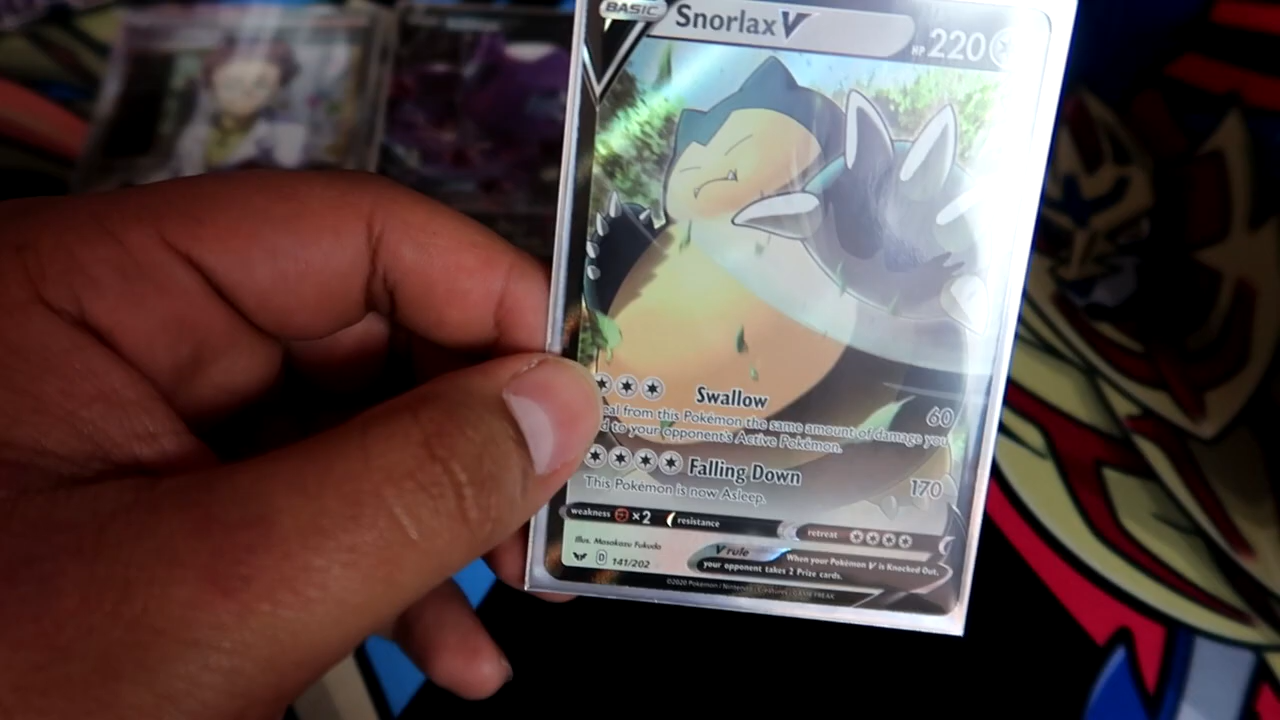 BASIC Snorlax V HP 220
Swallow 60
eal from this Pokémon the same amount of damage you
d to your opponent's Active Pokémon.
Falling Down 170
This Pokémon is now Asleep.
weakness ×2 resistance retreat
Illus. Masakazu Fukuda
D 141/202
V rule When your Pokémon V is Knocked Out,
your opponent takes 2 Prize cards.
©2020 Pokémon / Nintendo / Creatures / GAME FREAK